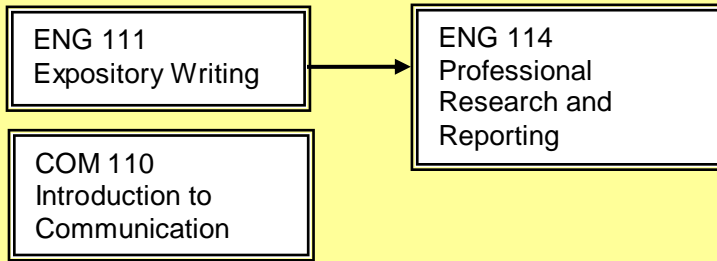 ENG 111
Expository Writing
ENG 114
Professional
Research and
Reporting
COM 110
Introduction to
Communication